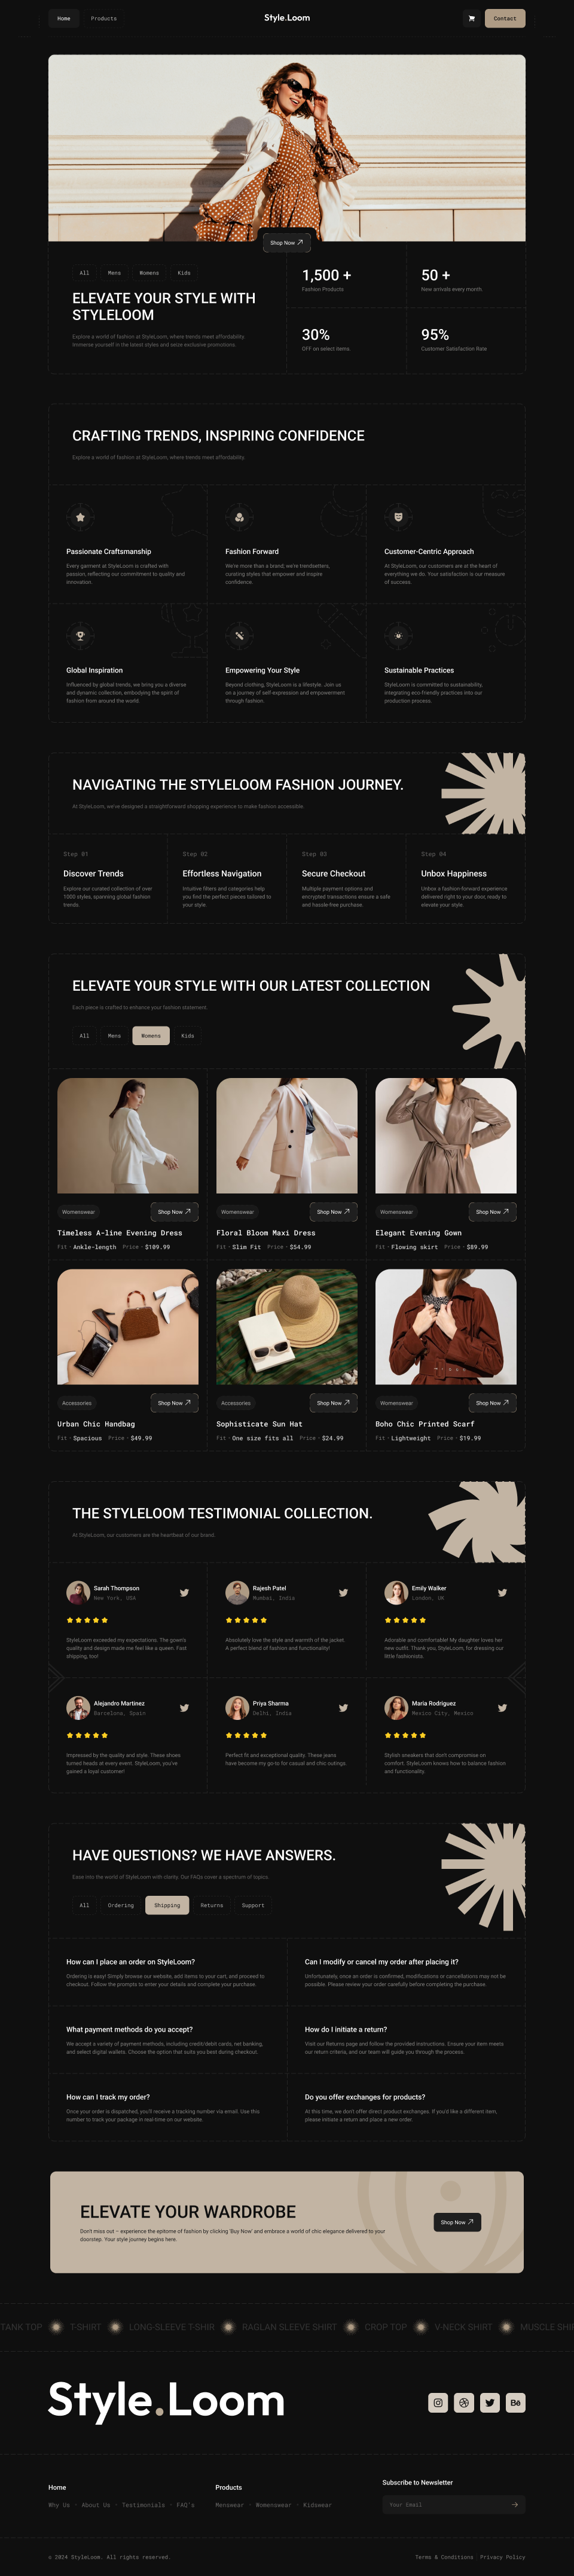 Home
Products
Style.Loom
Contact
Shop Now
All
Mens
Womens
Kids
ELEVATE YOUR STYLE WITH
STYLELOOM
Explore a world of fashion at StyleLoom, where trends meet affordability.
Immerse yourself in the latest styles and seize exclusive promotions.
1,500 +
Fashion Products
50 +
New arrivals every month.
30%
OFF on select items.
95%
Customer Satisfaction Rate
CRAFTING TRENDS, INSPIRING CONFIDENCE
Explore a world of fashion at StyleLoom, where trends meet affordability.
Passionate Craftsmanship
Every garment at StyleLoom is crafted with
passion, reflecting our commitment to quality and
innovation.
Fashion Forward
We're more than a brand; we're trendsetters,
curating styles that empower and inspire
confidence.
Customer-Centric Approach
At StyleLoom, our customers are at the heart of
everything we do. Your satisfaction is our measure
of success.
Global Inspiration
Influenced by global trends, we bring you a diverse
and dynamic collection, embodying the spirit of
fashion from around the world.
Empowering Your Style
Beyond clothing, StyleLoom is a lifestyle. Join us
on a journey of self-expression and empowerment
through fashion.
Sustainable Practices
StyleLoom is committed to sustainability,
integrating eco-friendly practices into our
production process.
NAVIGATING THE STYLELOOM FASHION JOURNEY.
At StyleLoom, we've designed a straightforward shopping experience to make fashion accessible.
Step 01
Discover Trends
Explore our curated collection of over
1000 styles, spanning global fashion
trends.
Step 02
Effortless Navigation
Intuitive filters and categories help
you find the perfect pieces tailored to
your style.
Step 03
Secure Checkout
Multiple payment options and
encrypted transactions ensure a safe
and hassle-free purchase.
Step 04
Unbox Happiness
Unbox a fashion-forward experience
delivered right to your door, ready to
elevate your style.
ELEVATE YOUR STYLE WITH OUR LATEST COLLECTION
Each piece is crafted to enhance your fashion statement.
All
Mens
Womens
Kids
Womenswear
Shop Now
Timeless A-line Evening Dress
Fit · Ankle-length Price · $109.99
Womenswear
Shop Now
Floral Bloom Maxi Dress
Fit · Slim Fit Price · $54.99
Womenswear
Shop Now
Elegant Evening Gown
Fit · Flowing skirt Price · $89.99
Accessories
Shop Now
Urban Chic Handbag
Fit · Spacious Price · $49.99
Accessories
Shop Now
Sophisticate Sun Hat
Fit · One size fits all Price · $24.99
Womenswear
Shop Now
Boho Chic Printed Scarf
Fit · Lightweight Price · $19.99
THE STYLELOOM TESTIMONIAL COLLECTION.
At StyleLoom, our customers are the heartbeat of our brand.
Sarah Thompson
New York, USA
StyleLoom exceeded my expectations. The gown's
quality and design made me feel like a queen. Fast
shipping, too!
Rajesh Patel
Mumbai, India
Absolutely love the style and warmth of the jacket.
A perfect blend of fashion and functionality!
Emily Walker
London, UK
Adorable and comfortable! My daughter loves her
new outfit. Thank you, StyleLoom, for dressing our
little fashionista.
Alejandro Martinez
Barcelona, Spain
Impressed by the quality and style. These shoes
turned heads at every event. StyleLoom, you've
gained a loyal customer!
Priya Sharma
Delhi, India
Perfect fit and exceptional quality. These jeans
have become my go-to for casual and chic outings.
Maria Rodriguez
Mexico City, Mexico
Stylish sneakers that don't compromise on
comfort. StyleLoom knows how to balance fashion
and functionality.
HAVE QUESTIONS? WE HAVE ANSWERS.
Ease into the world of StyleLoom with clarity. Our FAQs cover a spectrum of topics.
All
Ordering
Shipping
Returns
Support
How can I place an order on StyleLoom?
Ordering is easy! Simply browse our website, add items to your cart, and proceed to
checkout. Follow the prompts to enter your details and complete your purchase.
Can I modify or cancel my order after placing it?
Unfortunately, once an order is confirmed, modifications or cancellations may not be
possible. Please review your order carefully before completing the purchase.
What payment methods do you accept?
We accept a variety of payment methods, including credit/debit cards, net banking,
and select digital wallets. Choose the option that suits you best during checkout.
How do I initiate a return?
Visit our Returns page and follow the provided instructions. Ensure your item meets
our return criteria, and our team will guide you through the process.
How can I track my order?
Once your order is dispatched, you'll receive a tracking number via email. Use this
number to track your package in real-time on our website.
Do you offer exchanges for products?
At this time, we don't offer direct product exchanges. If you'd like a different item,
please initiate a return and place a new order.
ELEVATE YOUR WARDROBE
Don't miss out – experience the epitome of fashion by clicking 'Buy Now' and embrace a world of chic elegance delivered to your
doorstep. Your style journey begins here.
Shop Now
TANK TOP T-SHIRT LONG-SLEEVE T-SHIR RAGLAN SLEEVE SHIRT CROP TOP V-NECK SHIRT MUSCLE SHIR
Style.Loom
Bē
Home
Why Us · About Us · Testimonials · FAQ's
Products
Menswear · Womenswear · Kidswear
Subscribe to Newsletter
Your Email
© 2024 StyleLoom. All rights reserved.
Terms & Conditions | Privacy Policy